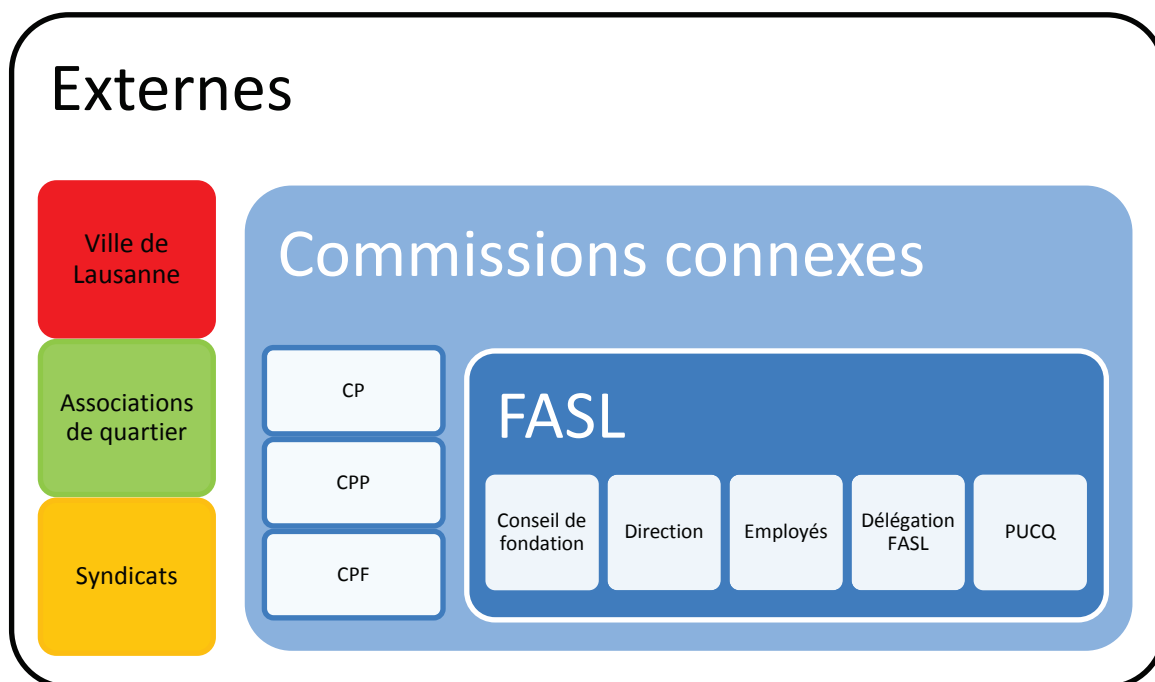 Externes
Ville de
Lausanne
Associations
de quartier
Syndicats
Commissions connexes
CP
CPP
CPF
FASL
Conseil de
fondation
Direction
Employés
Délégation
FASL
PUCQ